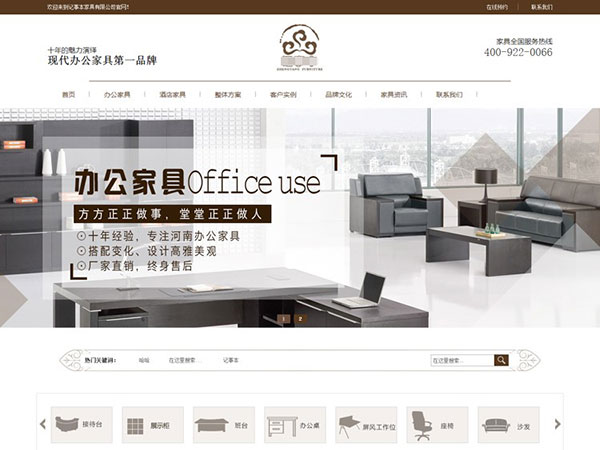 欢迎来到记事本家具有限公司官网!
在线预约 | 联系我们
十年的魅力演绎
现代办公家具第一品牌
家具全国服务热线
400-922-0066
首页 | 办公家具 | 酒店家具 | 整体方案 | 客户实例 | 品牌文化 | 家具资讯 | 联系我们
办公家具Office use
方方正正做事，堂堂正正做人
十年经验，专注河南办公家具
搭配变化、设计高雅美观
厂家直销，终身售后
1 2
热门关键词： 啦啦 在这里搜索... 记事本 在这里搜索...
接待台 展示柜 班台 办公桌 屏风工作位 座椅 沙发